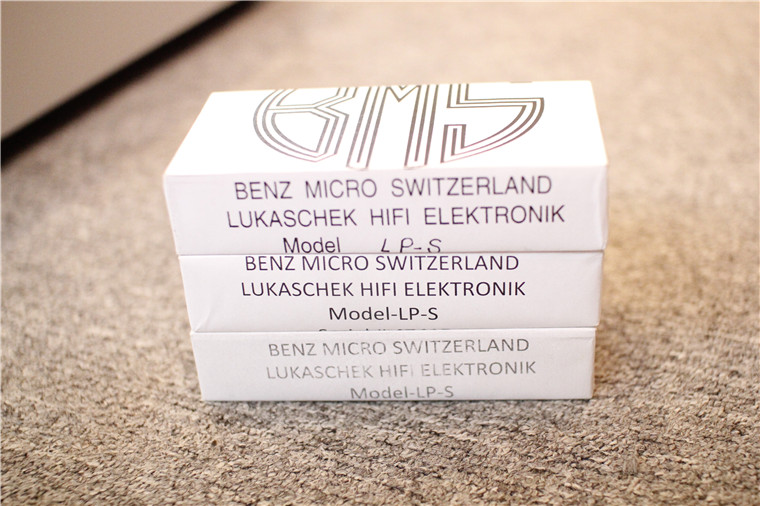 BMS
BENZ MICRO SWITZERLAND
LUKASCHEK HIFI ELEKTRONIK
Model LP-S
BENZ MICRO SWITZERLAND
LUKASCHEK HIFI ELEKTRONIK
Model-LP-S
BENZ MICRO SWITZERLAND
LUKASCHEK HIFI ELEKTRONIK
Model-LP-S